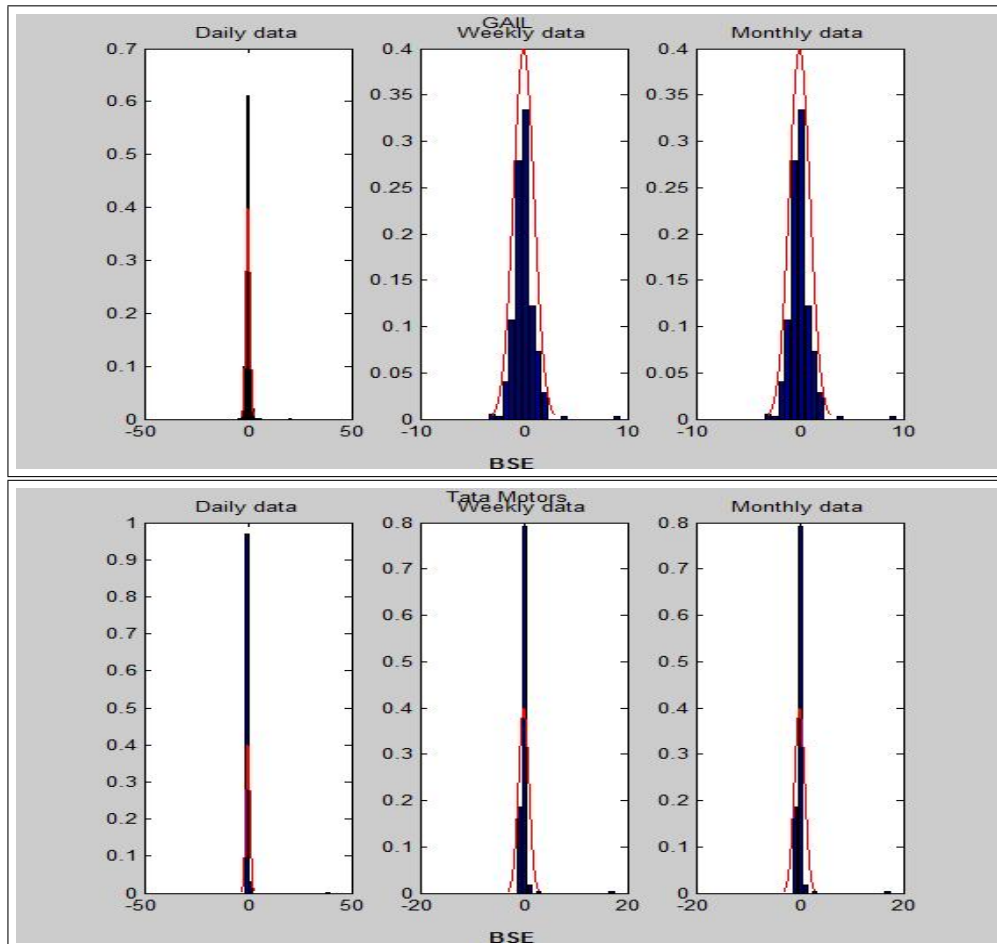 GAIL
Daily data Weekly data Monthly data
0.7 0.4 0.4
0.6 0.35 0.35
0.5 0.3 0.3
0.4 0.25 0.25
0.3 0.2 0.2
0.2 0.15 0.15
0.1 0.1 0.1
0.05 0.05
0 0 0
-50 0 50 -10 0 10 -10 0 10
BSE
Tata Motors
Daily data Weekly data Monthly data
1 0.8 0.8
0.9 0.7 0.7
0.8 0.6 0.6
0.7 0.5 0.5
0.6 0.4 0.4
0.5 0.3 0.3
0.4 0.2 0.2
0.3 0.1 0.1
0.2
0.1
0 0 0
-50 0 50 -20 0 20 -20 0 20
BSE